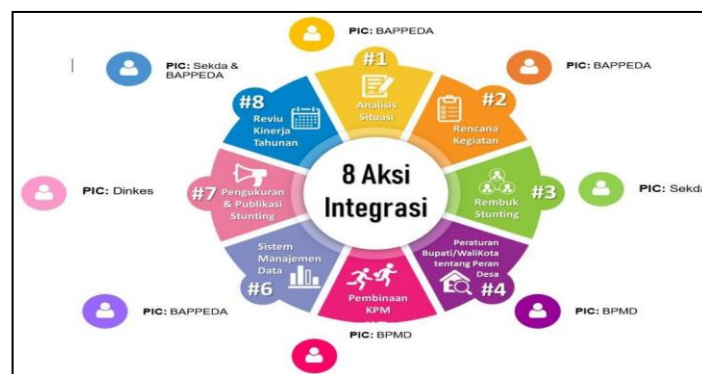 PIC: BAPPEDA
#1
Analisis
Situasi
PIC: BAPPEDA
#2
Rencana
Kegiatan
PIC: Sekda
#3
Rembuk
Stunting
PIC: BPMD
Peraturan
Bupati/WaliKota
tentang Peran
Desa
#4
PIC: BPMD
Pembinaan
KPM
PIC: BAPPEDA
Sistem
Manajemen
Data
#6
PIC: Dinkes
#7
Pengukuran
& Publikasi
Stunting
PIC: Sekda &
BAPPEDA
#8
Reviu
Kinerja
Tahunan
8 Aksi
Integrasi